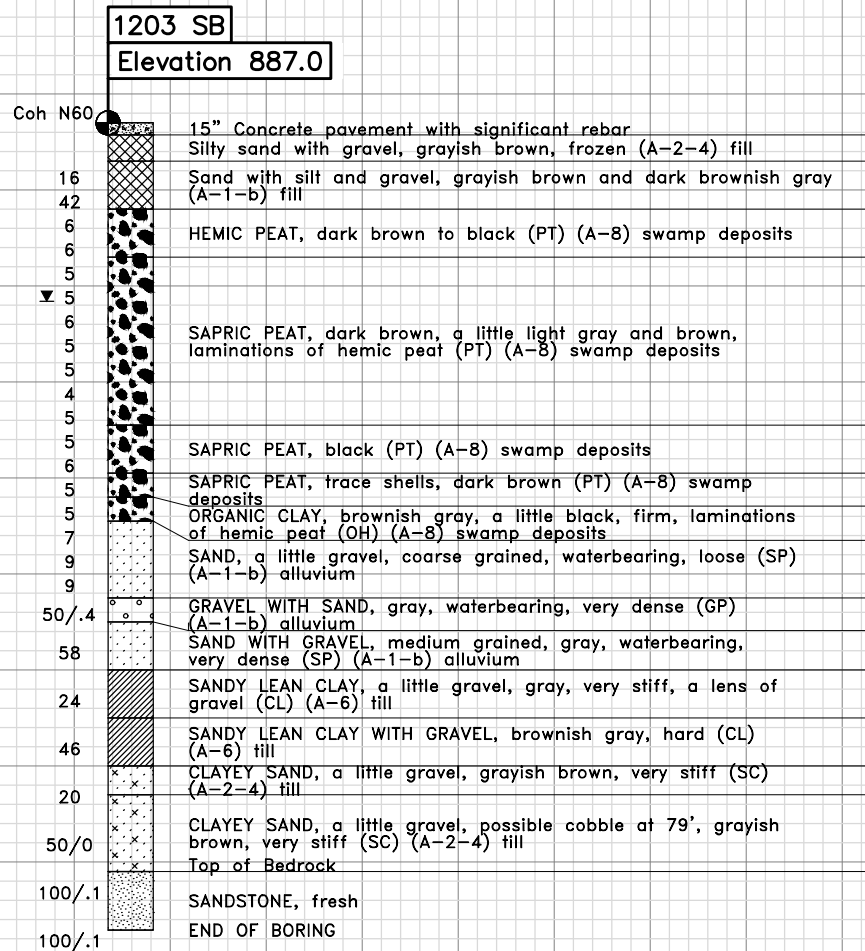 1203 SB
Elevation 887.0
Coh N60
15” Concrete pavement with significant rebar
Silty sand with gravel, grayish brown, frozen (A-2-4) fill
16 Sand with silt and gravel, grayish brown and dark brownish gray
42 (A-1-b) fill
6
HEMIC PEAT, dark brown to black (PT) (A-8) swamp deposits
6
5
5
6
SAPRIC PEAT, dark brown, a little light gray and brown,
5 laminations of hemic peat (PT) (A-8) swamp deposits
5
4
5
5 SAPRIC PEAT, black (PT) (A-8) swamp deposits
6
SAPRIC PEAT, trace shells, dark brown (PT) (A-8) swamp
5 deposits
5 ORGANIC CLAY, brownish gray, a little black, firm, laminations
7 of hemic peat (OH) (A-8) swamp deposits
9 SAND, a little gravel, coarse grained, waterbearing, loose (SP)
(A-1-b) alluvium
9
50/.4 GRAVEL WITH SAND, gray, waterbearing, very dense (GP)
(A-1-b) alluvium
SAND WITH GRAVEL, medium grained, gray, waterbearing,
58 very dense (SP) (A-1-b) alluvium
SANDY LEAN CLAY, a little gravel, gray, very stiff, a lens of
24 gravel (CL) (A-6) till
SANDY LEAN CLAY WITH GRAVEL, brownish gray, hard (CL)
46 (A-6) till
CLAYEY SAND, a little gravel, grayish brown, very stiff (SC)
20 (A-2-4) till
CLAYEY SAND, a little gravel, possible cobble at 79’, grayish
50/0 brown, very stiff (SC) (A-2-4) till
Top of Bedrock
100/.1 SANDSTONE, fresh
END OF BORING
100/.1